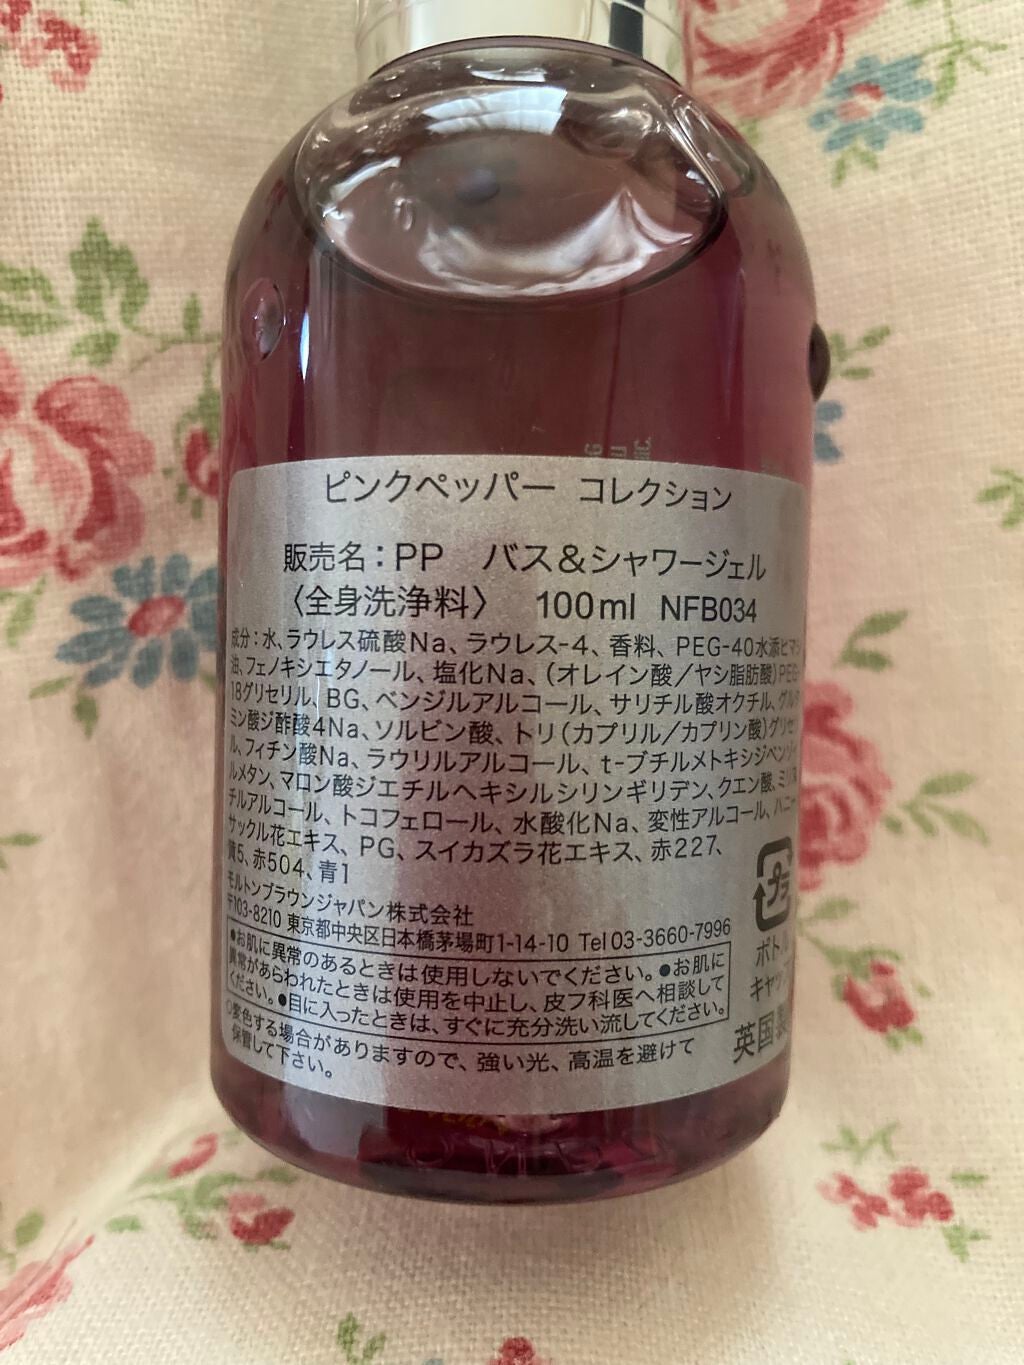 ピンクペッパー コレクション
販売名：PP バス＆シャワージェル
〈全身洗浄料〉 100ml NFB034
成分：水、ラウレス硫酸Na、ラウレス-4、香料、PEG-40水添ヒマシ
油、フェノキシエタノール、塩化Na、（オレイン酸／ヤシ脂肪酸）PEG-
18グリセリル、BG、ベンジルアルコール、サリチル酸オクチル、グルタ
ミン酸ジ酢酸4Na、ソルビン酸、トリ（カプリル／カプリン酸）グリセリ
ル、フィチン酸Na、ラウリルアルコール、t-ブチルメトキシジベンゾイ
ルメタン、マロン酸ジエチルヘキシルシリンギリデン、クエン酸、ミリス
チルアルコール、トコフェロール、水酸化Na、変性アルコール、ハニー
サックル花エキス、PG、スイカズラ花エキス、赤227、
黄5、赤504、青1
モルトンブラウンジャパン株式会社
〒103-8210 東京都中央区日本橋茅場町1-14-10 Tel 03-3660-7996
●お肌に異常のあるときは使用しないでください。●お肌に
異常があらわれたときは使用を中止し、皮フ科医へ相談して
ください。●目に入ったときは、すぐに充分洗い流してください。
○変色する場合がありますので、強い光、高温を避けて
保管して下さい。
プラ
ボトル
キャップ
英国製